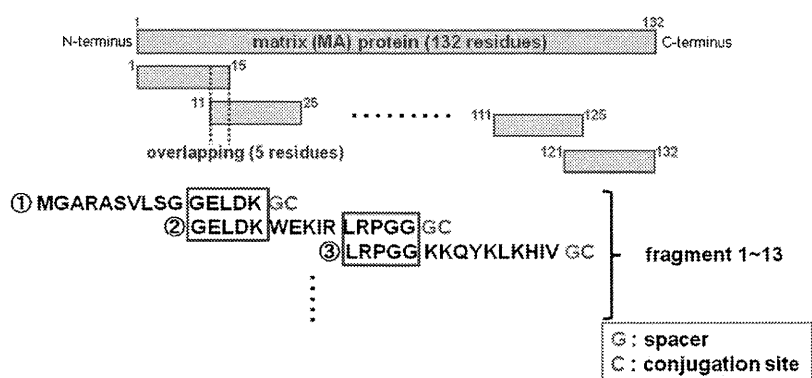 1 132
N-terminus matrix (MA) protein (132 residues) C-terminus
1 15
11 25 111 125
121 132
overlapping (5 residues)
① MGARASVLSG GELDK GC
② GELDK WEKIR LRPGG GC
③ LRPGG KKQYKLKHIV GC
fragment 1~13
G : spacer
C : conjugation site